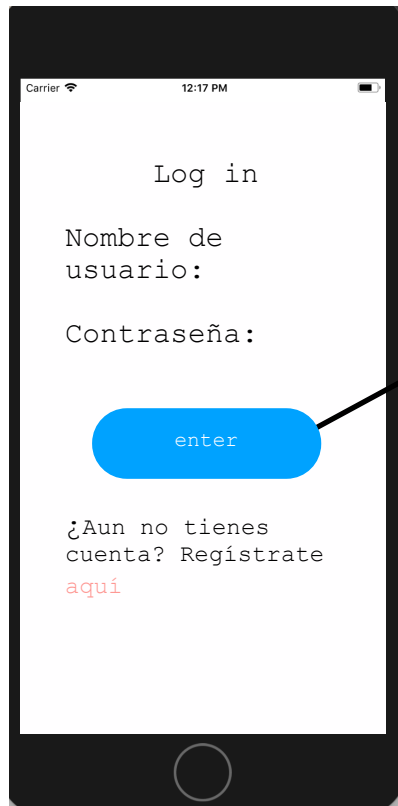 Carrier 12:17 PM
Log in
Nombre de
usuario:
Contraseña:
enter
¿Aun no tienes
cuenta? Regístrate
aquí